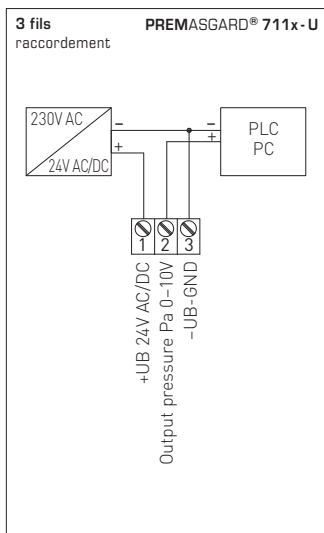 3 fils
raccordement
PREMASGARD® 711x - U
230V AC
24V AC/DC
–
+
–
+
PLC
PC
1
2
3
+UB 24V AC/DC
Output pressure Pa 0–10V
–UB-GND